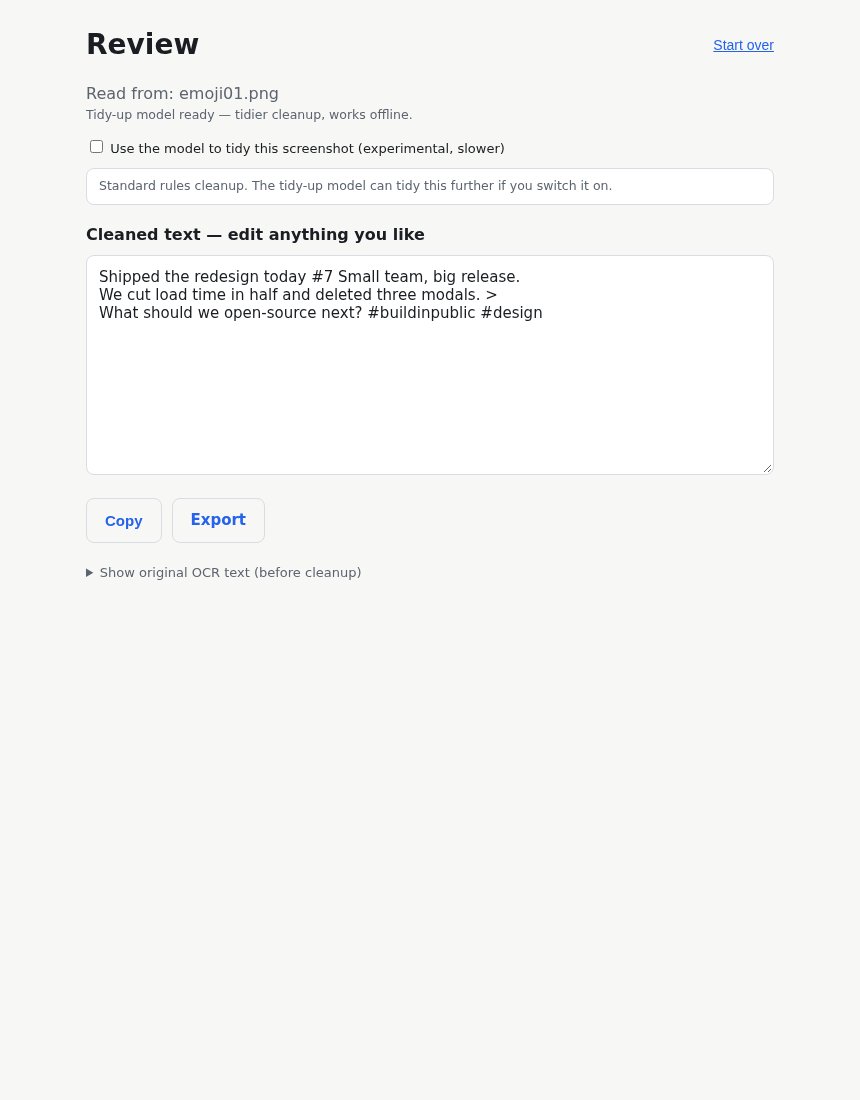 Review
Start over
Read from: emoji01.png
Tidy-up model ready — tidier cleanup, works offline.
Use the model to tidy this screenshot (experimental, slower)
Standard rules cleanup. The tidy-up model can tidy this further if you switch it on.
Cleaned text — edit anything you like
Shipped the redesign today #7 Small team, big release.
We cut load time in half and deleted three modals. >
What should we open-source next? #buildinpublic #design
Copy
Export
Show original OCR text (before cleanup)